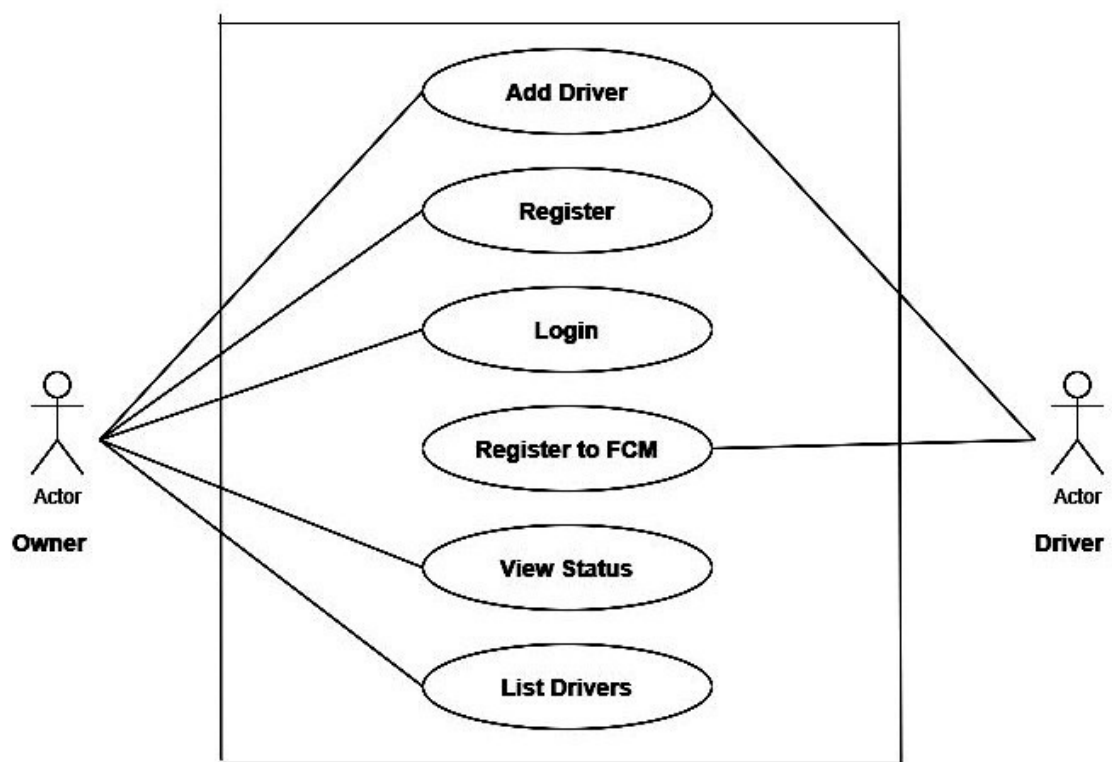 Add Driver
Register
Login
Register to FCM
View Status
List Drivers
Actor
Owner
Actor
Driver